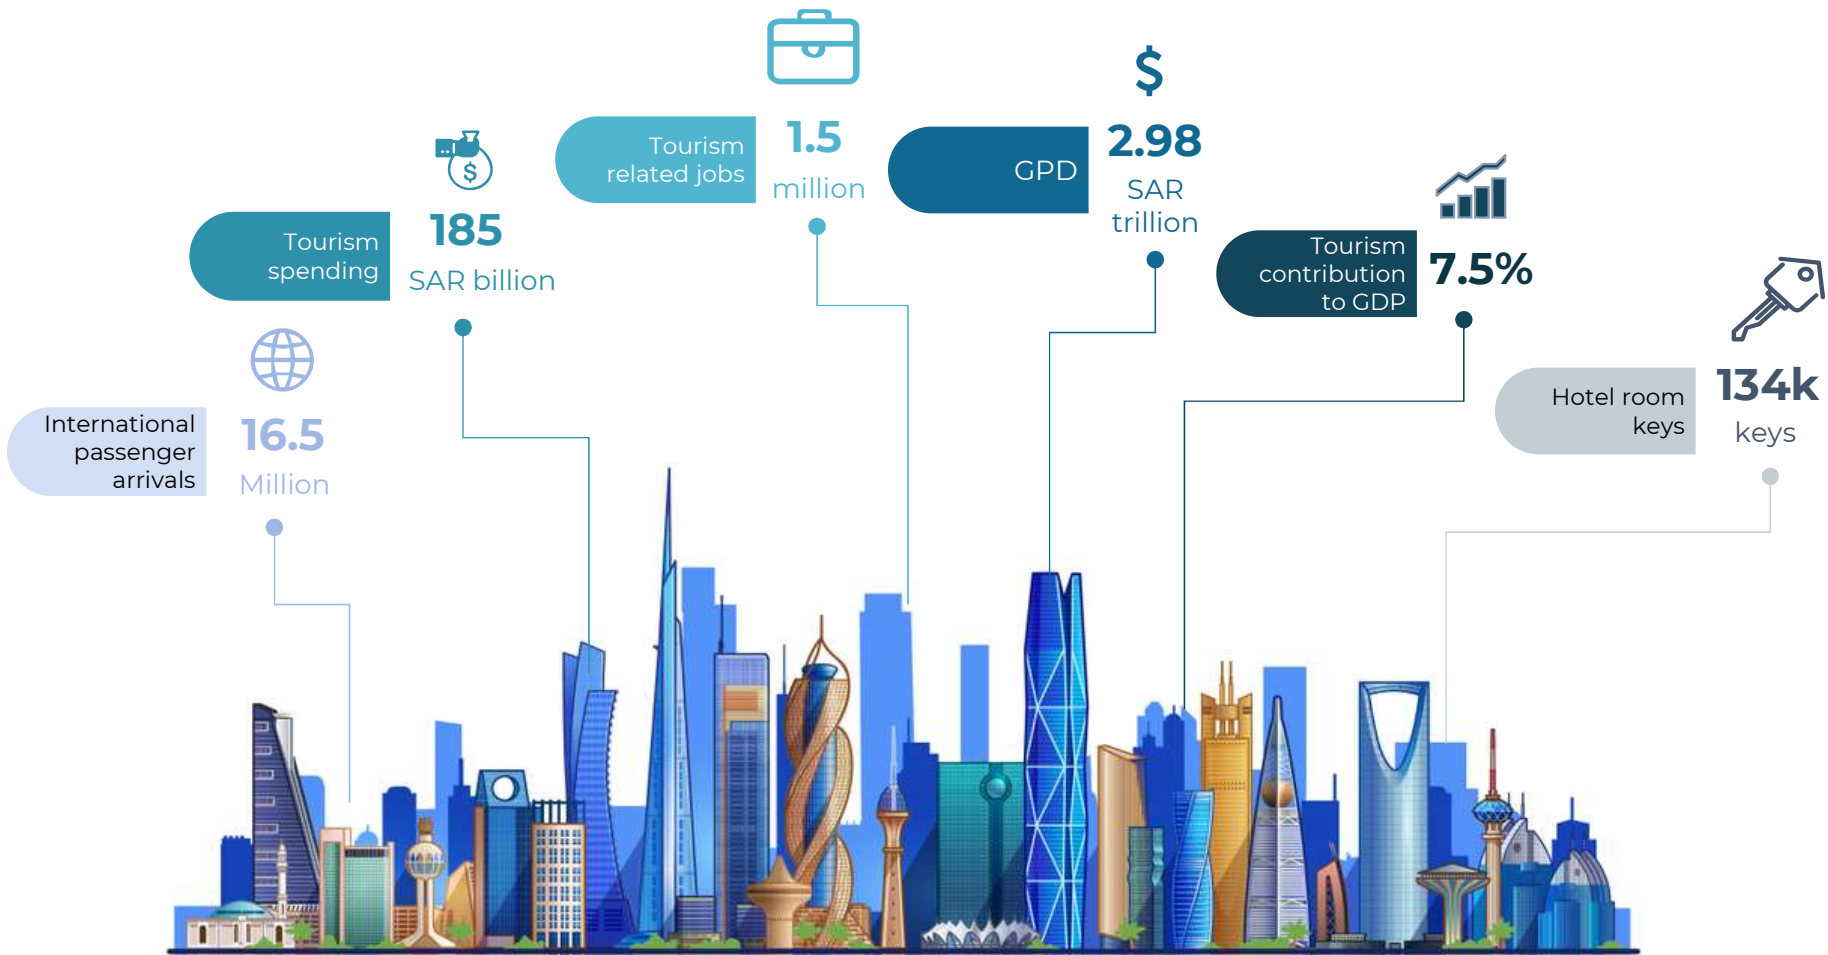 International
passenger
arrivals
16.5
Million
Tourism
spending
$
185
SAR billion
Tourism
related jobs
1.5
million
GPD
$
2.98
SAR
trillion
Tourism
contribution
to GDP
7.5%
Hotel room
keys
134k
keys